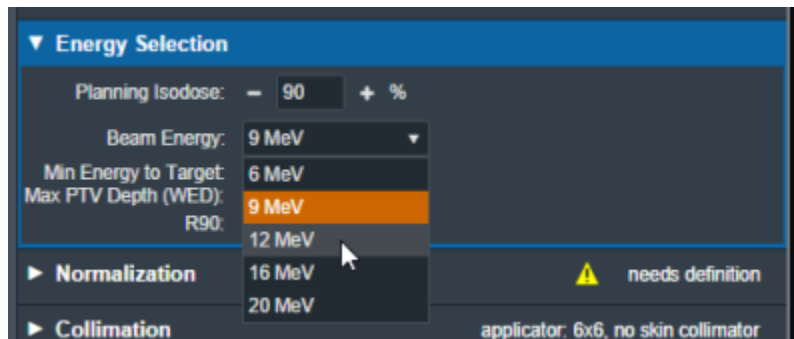 ▼ Energy Selection
Planning Isodose: − 90 + %
Beam Energy: 9 MeV ▼
Min Energy to Target: 6 MeV
Max PTV Depth (WED): 9 MeV
R90: 12 MeV
16 MeV
20 MeV
► Normalization needs definition
► Collimation applicator: 6x6, no skin collimator